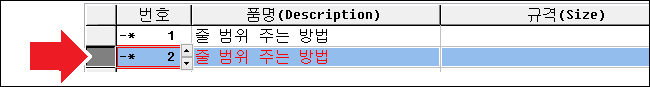 번호 품명(Description) 규격(Size)
-* 1 줄 범위 주는 방법
-* 2 줄 범위 주는 방법